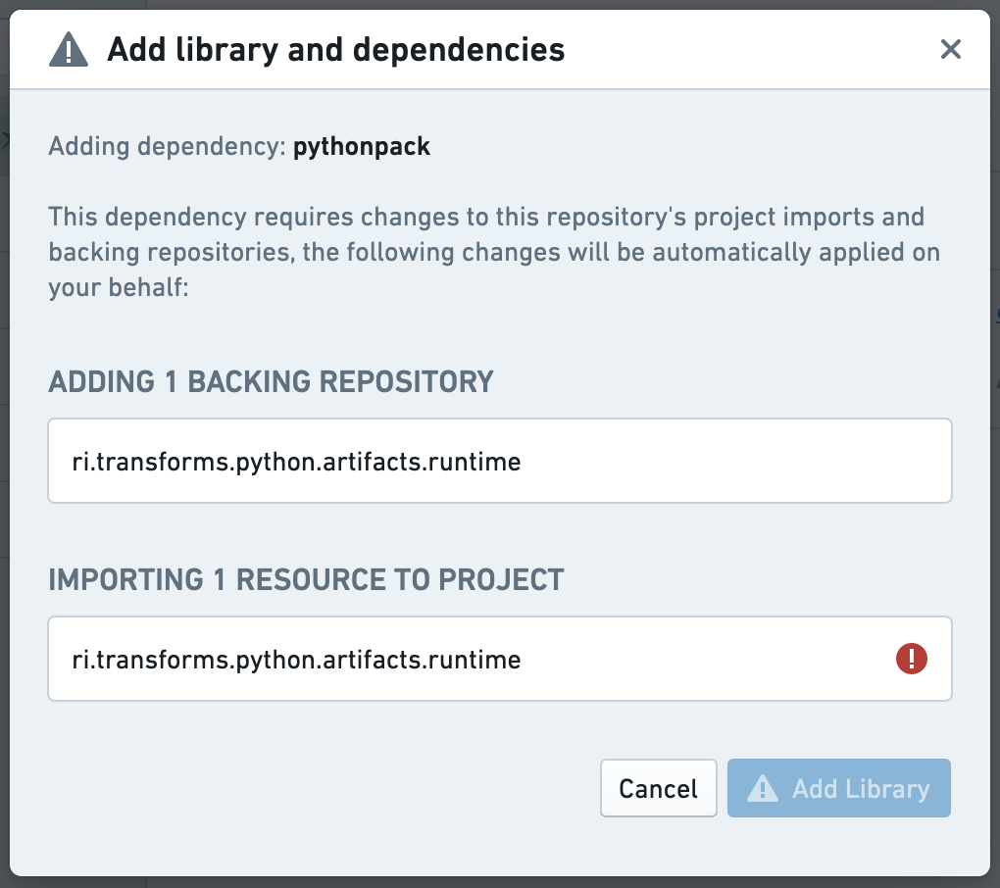 Add library and dependencies
Adding dependency: pythonpack
This dependency requires changes to this repository's project imports and
backing repositories, the following changes will be automatically applied on
your behalf:
ADDING 1 BACKING REPOSITORY
ri.transforms.python.artifacts.runtime
IMPORTING 1 RESOURCE TO PROJECT
ri.transforms.python.artifacts.runtime
Cancel
Add Library